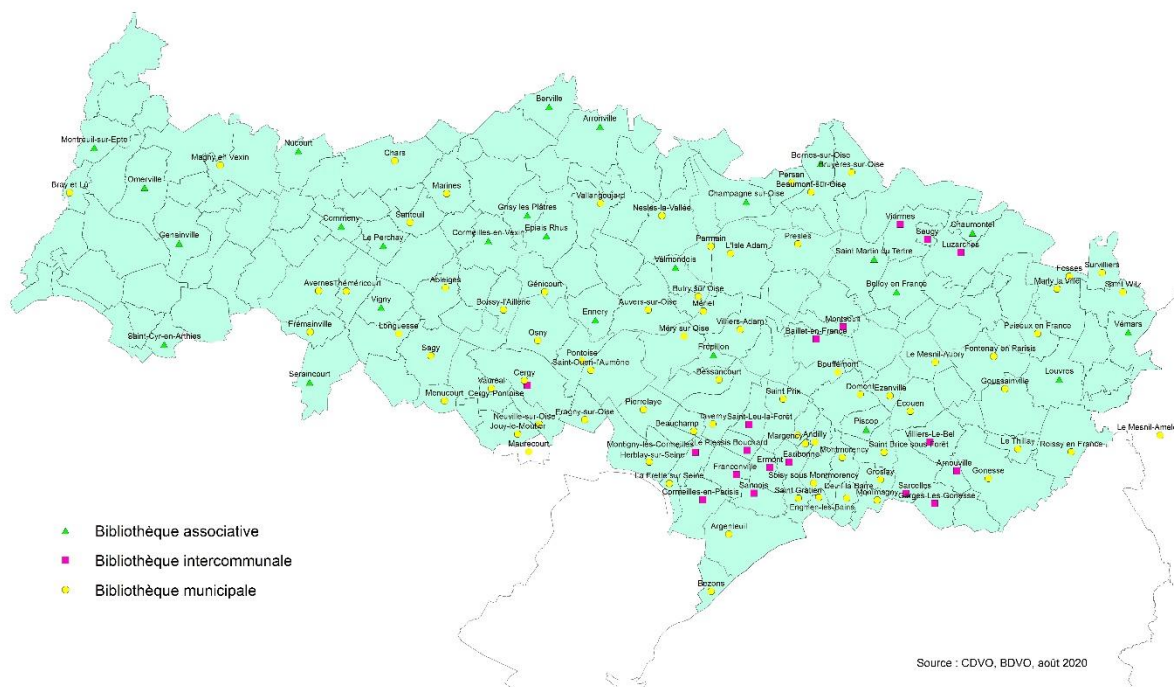 Berville
Arronville
Montreuil-sur-Epte
Nucourt
Magny en Vexin
Chars
Bernes-sur-Oise
Bruyères-sur-Oise
Persan
Beaumont-sur-Oise
Bray et Lû
Omerville
Marines
Vallangoujard
Champagne sur-Oise
Grisy les Plâtres
Nesles-la-Vallée
Commeny
Santeuil
Viarmes
Seugy
Chaumontel
Luzarches
Genainville
Le Perchay
Cormeilles-en-Vexin
Epiais Rhus
Parmain
L'Isle Adam
Presles
Saint Martin du Tertre
Valmondois
Fosses
Survilliers
Marly la Ville
Saint Witz
Avernes
Théméricourt
Ableiges
Génicourt
Butry sur Oise
Belloy en France
Vigny
Boissy-l'Aillerie
Auvers-sur-Oise
Mériel
Ennery
Villiers-Adam
Montsoult
Frémainville
Longuesse
Méry sur Oise
Baillet-en-France
Puiseux en France
Vémars
Saint-Cyr-en-Arthies
Osny
Sagy
Pontoise
Saint-Ouen-l'Aumône
Frépillon
Le Mesnil-Aubry
Fontenay en Parisis
Seraincourt
Cergy
Bessancourt
Bouffémont
Louvres
Vauréal
Cergy-Pontoise
Domont
Ezanville
Goussainville
Menucourt
Saint Prix
Écouen
Pierrelaye
Neuville-sur-Oise
Eragny-sur-Oise
Taverny
Saint-Leu-la-Forêt
Jouy-le-Moutier
Beauchamp
Piscop
Margency
Andilly
Villiers-Le-Bel
Le Mesnil-Amelot
Maurecourt
Montigny-lès-Cormeilles
Le Plessis Bouchard
Eaubonne
Montmorency
Saint Brice sous Forêt
Le Thillay
Roissy en France
Herblay-sur-Seine
Ermont
Franconville
Soisy sous Montmorency
Groslay
Arnouville
Gonesse
La Frette sur Seine
Sannois
Saint Gratien
Deuil la Barre
Sarcelles
Cormeilles-en-Parisis
Enghien-les-Bains
Montmagny
Garges-Les-Gonesse
Argenteuil
Bezons
Bibliothèque associative
Bibliothèque intercommunale
Bibliothèque municipale
Source : CDVO, BDVO, août 2020